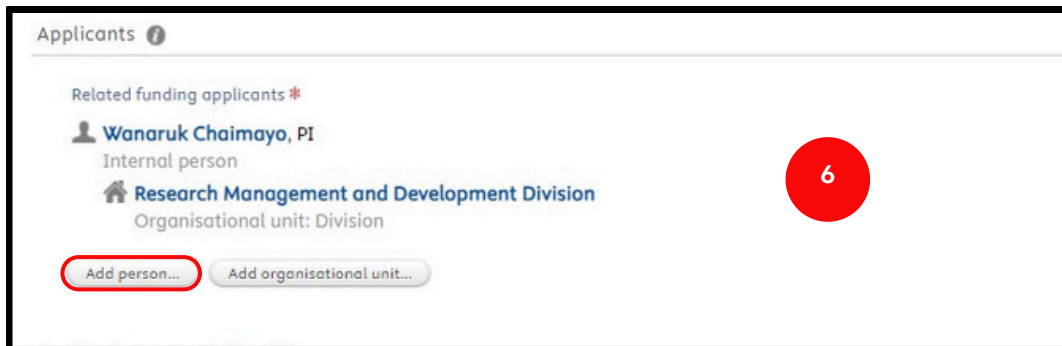 Applicants
Related funding applicants *
Wanaruk Chaimayo, PI
Internal person
Research Management and Development Division
Organisational unit: Division
Add person... Add organisational unit...
6